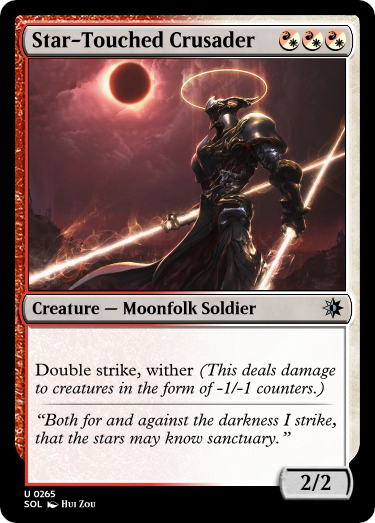 Star-Touched Crusader
Creature — Moonfolk Soldier
Double strike, wither (This deals damage
to creatures in the form of -1/-1 counters.)
“Both for and against the darkness I strike,
that the stars may know sanctuary.”
2/2
U 0265
SOL Hui Zou